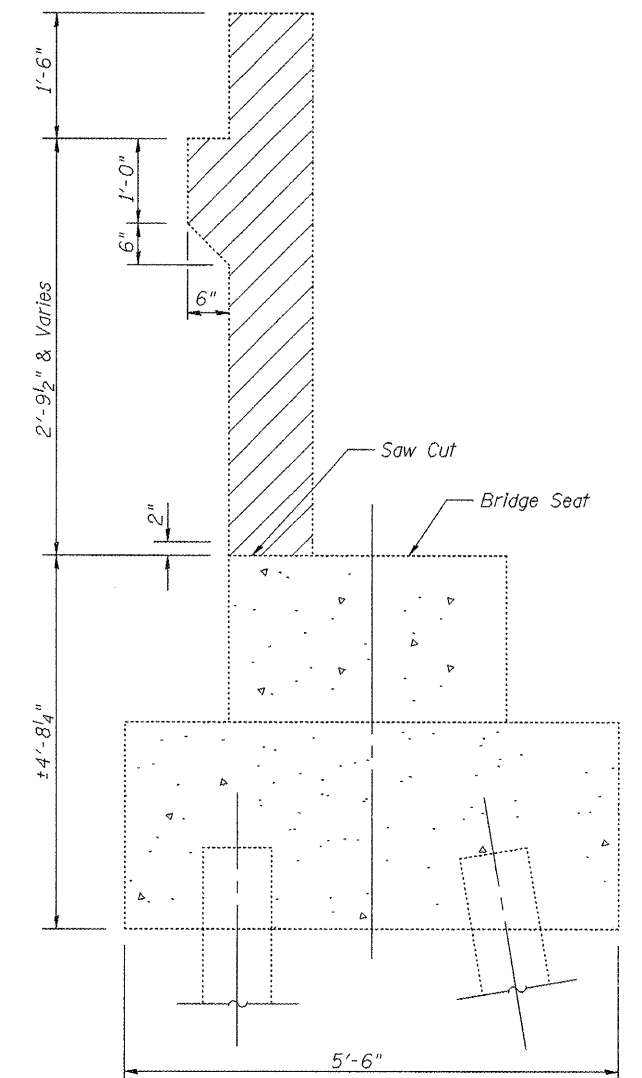 1'-6"
1'-0"
6"
6"
2'-9½" & Varies
Saw Cut
Bridge Seat
2"
±4'-8¼"
5'-6"